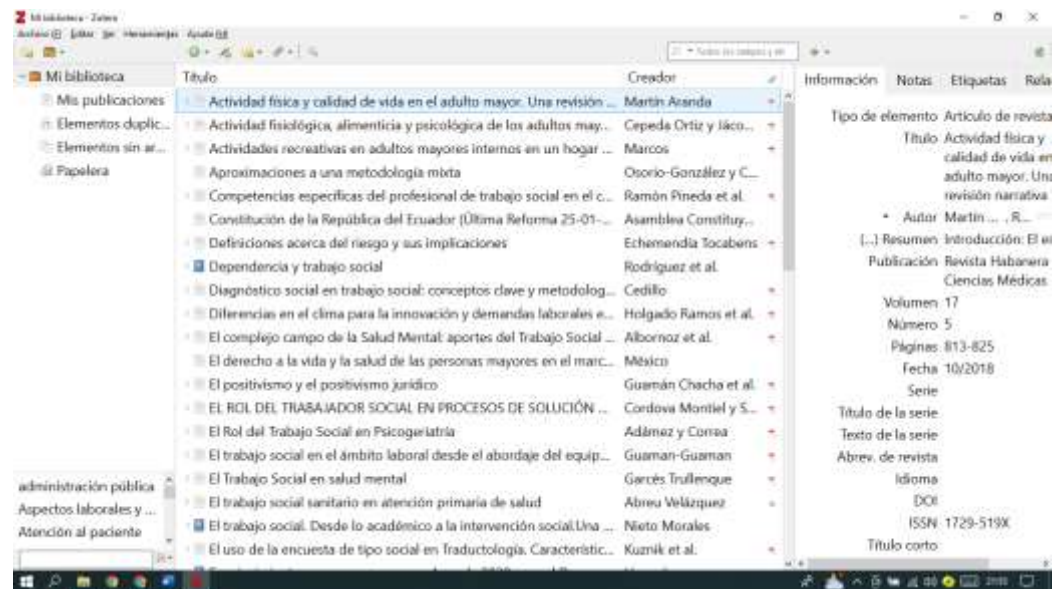 Mi biblioteca - Zotero
Archivo Editar Ver Herramientas Ayuda
Mi biblioteca
Mis publicaciones
Elementos duplic...
Elementos sin ar...
Papelera
administración pública
Aspectos laborales y ...
Atención al paciente
Título Creador
Actividad física y calidad de vida en el adulto mayor. Una revisión ... Martín Aranda
Actividad fisiológica, alimenticia y psicológica de los adultos may... Cepeda Ortiz y Jáco...
Actividades recreativas en adultos mayores internos en un hogar ... Marcos
Aproximaciones a una metodología mixta Osorio-González y C...
Competencias específicas del profesional de trabajo social en el c... Ramón Pineda et al.
Constitución de la República del Ecuador (Última Reforma 25-01-... Asamblea Constituy...
Definiciones acerca del riesgo y sus implicaciones Echemendía Tocabens
Dependencia y trabajo social Rodríguez et al.
Diagnóstico social en trabajo social: conceptos clave y metodolog... Cedillo
Diferencias en el clima para la innovación y demandas laborales e... Holgado Ramos et al.
El complejo campo de la Salud Mental: aportes del Trabajo Social ... Albornoz et al.
El derecho a la vida y la salud de las personas mayores en el marc... México
El positivismo y el positivismo jurídico Guamán Chacha et al.
EL ROL DEL TRABAJADOR SOCIAL EN PROCESOS DE SOLUCIÓN ... Cordova Montiel y S...
El Rol del Trabajo Social en Psicogeriatría Adámez y Correa
El trabajo social en el ámbito laboral desde el abordaje del equip... Guaman-Guaman
El Trabajo Social en salud mental Garcés Trullenque
El trabajo social sanitario en atención primaria de salud Abreu Velázquez
El trabajo social. Desde lo académico a la intervención social.Una ... Nieto Morales
El uso de la encuesta de tipo social en Traductología. Característic... Kuznik et al.
Información Notas Etiquetas Rela
Tipo de elemento Artículo de revista
Título Actividad física y
calidad de vida en
adulto mayor. Una
revisión narrativa
Autor Martín ... , R...
(...) Resumen Introducción: El en
Publicación Revista Habanera
Ciencias Médicas
Volumen 17
Número 5
Páginas 813-825
Fecha 10/2018
Serie
Título de la serie
Texto de la serie
Abrev. de revista
Idioma
DOI
ISSN 1729-519X
Título corto